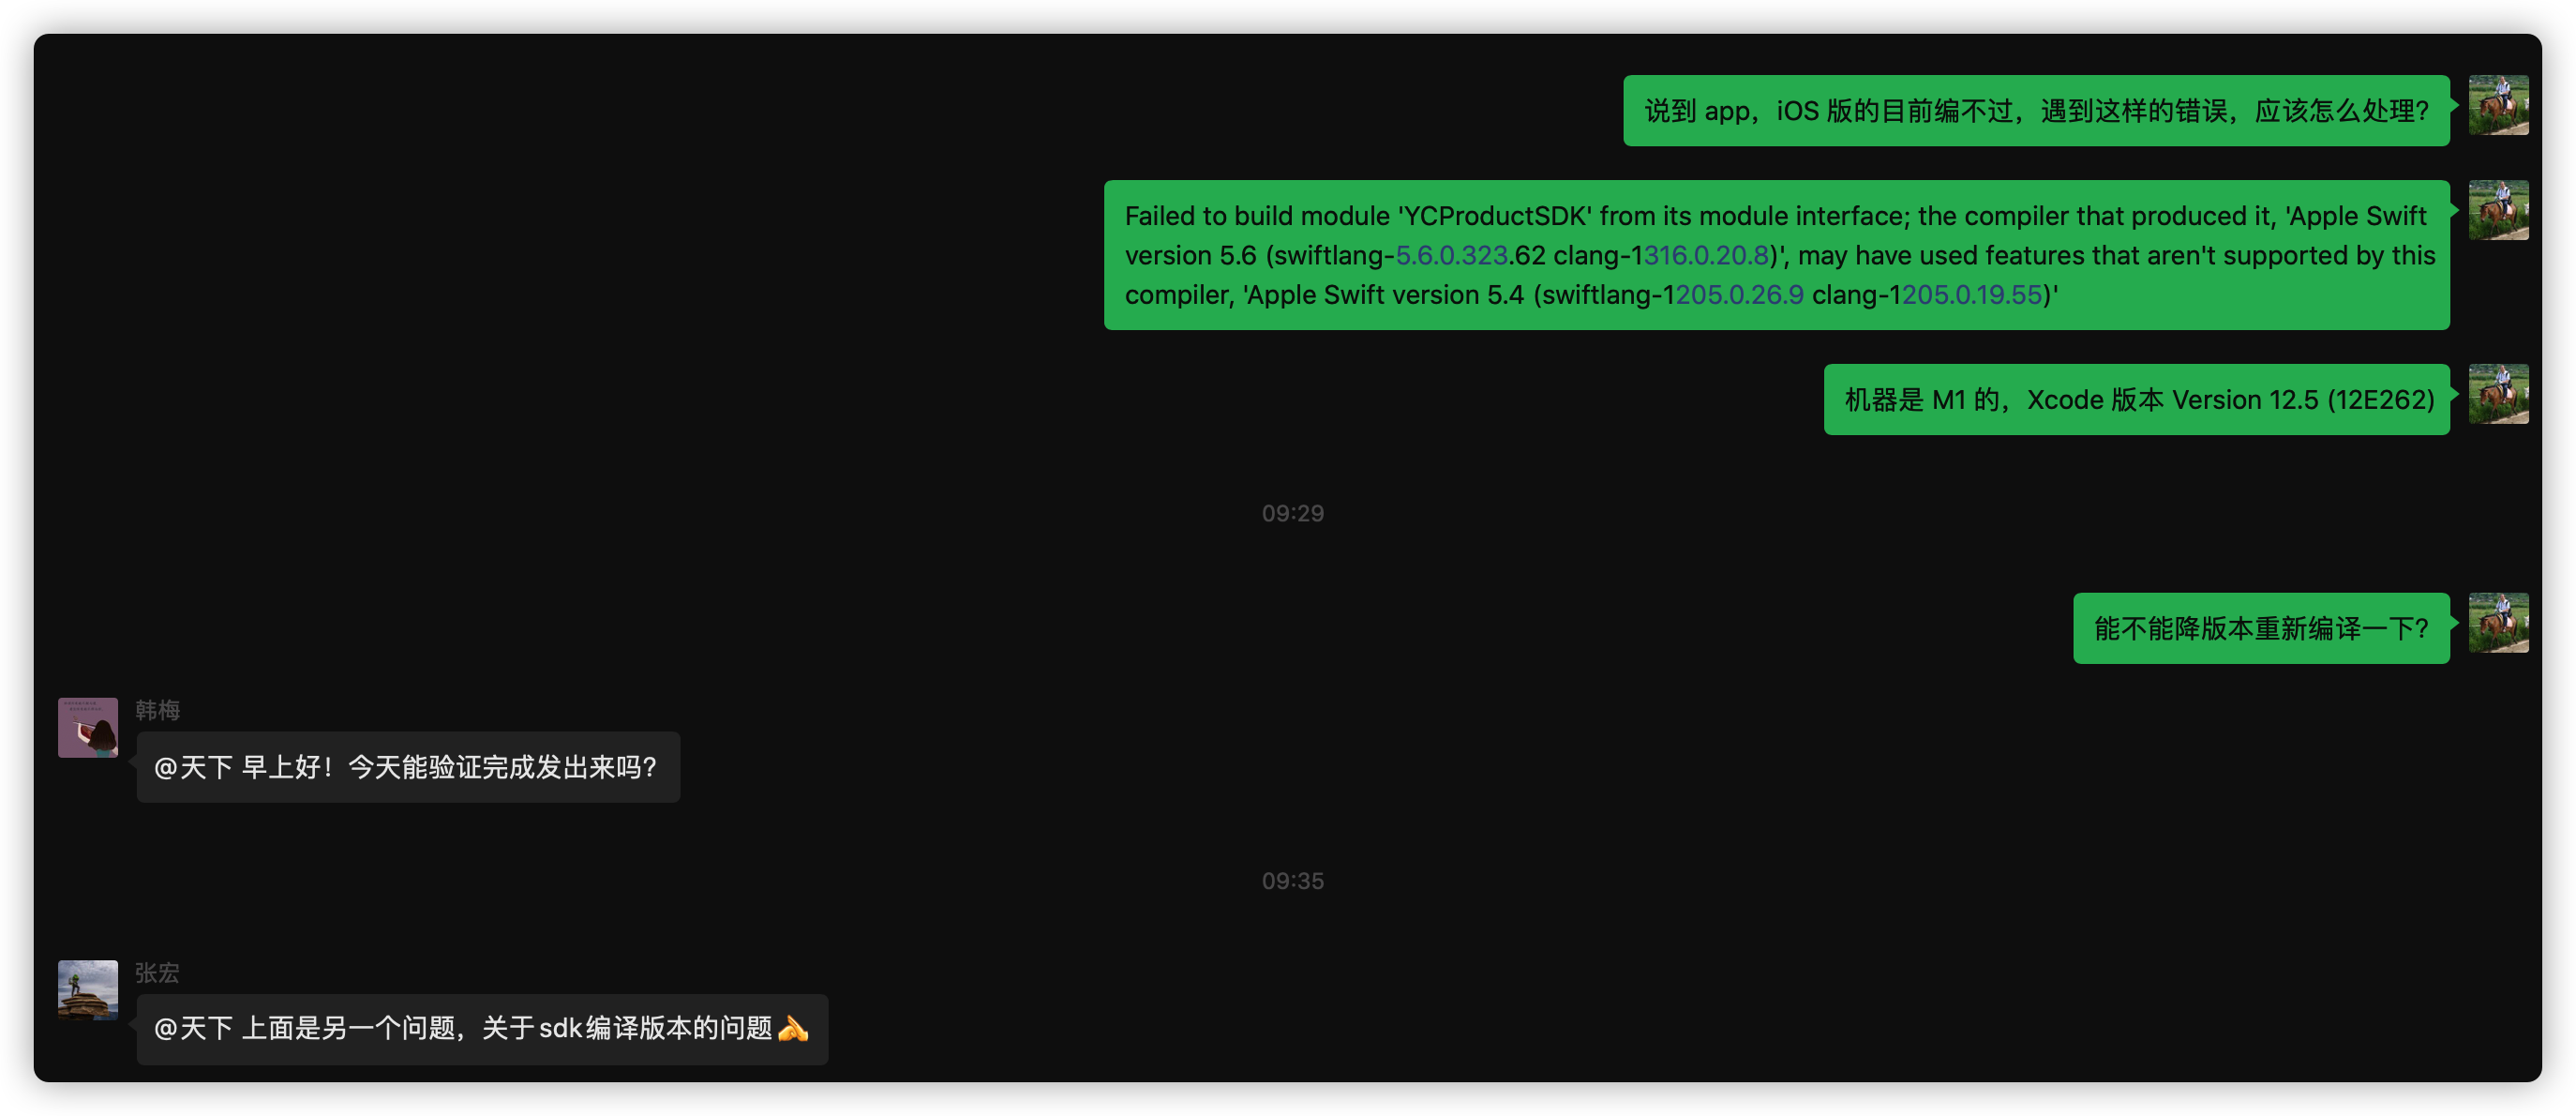 说到 app，iOS 版的目前编不过，遇到这样的错误，应该怎么处理？
Failed to build module 'YCProductSDK' from its module interface; the compiler that produced it, 'Apple Swift
version 5.6 (swiftlang-5.6.0.323.62 clang-1316.0.20.8)', may have used features that aren't supported by this
compiler, 'Apple Swift version 5.4 (swiftlang-1205.0.26.9 clang-1205.0.19.55)'
机器是 M1 的，Xcode 版本 Version 12.5 (12E262)
09:29
能不能降版本重新编译一下？
韩梅
@天下 早上好！今天能验证完成发出来吗？
09:35
张宏
@天下 上面是另一个问题，关于sdk编译版本的问题